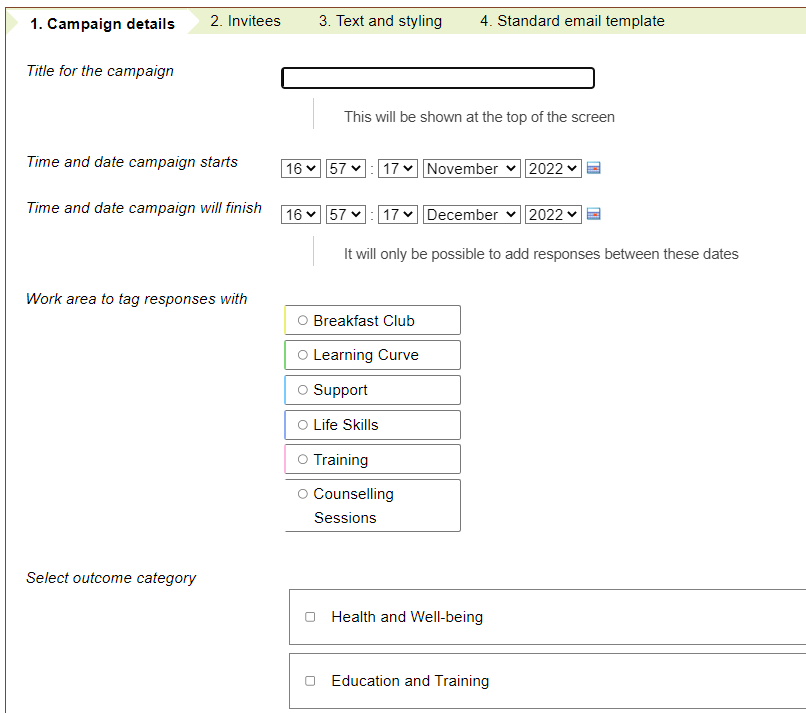 1. Campaign details 2. Invitees 3. Text and styling 4. Standard email template
Title for the campaign
This will be shown at the top of the screen
Time and date campaign starts 16 57 : 17 November 2022
Time and date campaign will finish 16 57 : 17 December 2022
It will only be possible to add responses between these dates
Work area to tag responses with
Breakfast Club
Learning Curve
Support
Life Skills
Training
Counselling
Sessions
Select outcome category
Health and Well-being
Education and Training